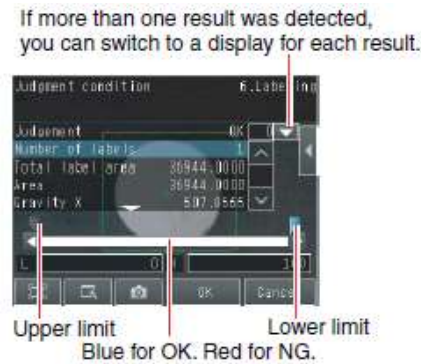 If more than one result was detected,
you can switch to a display for each result.
Judgment condition 6.Labeling
Judgement OK 0
Number of labels 1
Total label area 36944.0000
Area 36944.0000
Gravity X 507.0565
L 0 100
OK Cancel
Upper limit Lower limit
Blue for OK. Red for NG.